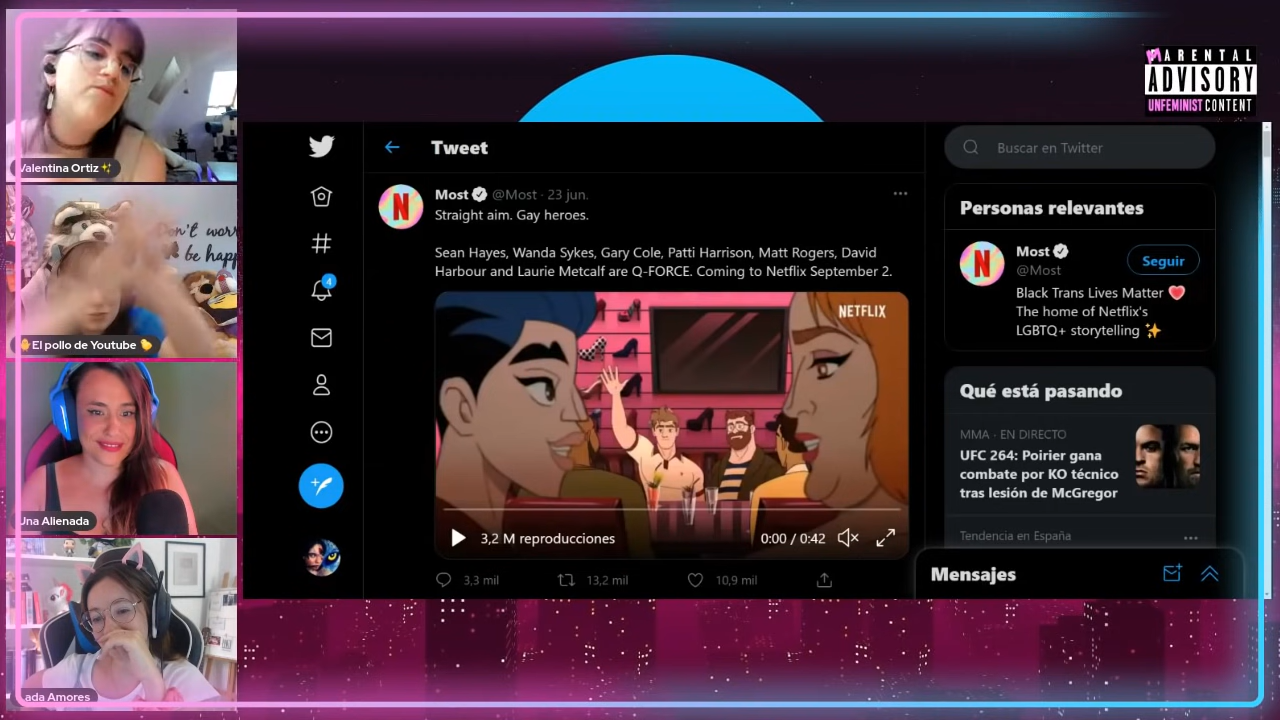 Valentina Ortiz✨
Don't worry
be happ
🐥El pollo de Youtube 🐤
Una Alienada
ada Amores
PARENTAL
ADVISORY
UNFEMINIST CONTENT
Tweet
Most @Most · 23 jun.
Straight aim. Gay heroes.
Sean Hayes, Wanda Sykes, Gary Cole, Patti Harrison, Matt Rogers, David
Harbour and Laurie Metcalf are Q-FORCE. Coming to Netflix September 2.
NETFLIX
3,2 M reproducciones
0:00 / 0:42
3,3 mil
13,2 mil
10,9 mil
4
Buscar en Twitter
Personas relevantes
Most
@Most
Seguir
Black Trans Lives Matter ❤️
The home of Netflix's
LGBTQ+ storytelling ✨
Qué está pasando
MMA · EN DIRECTO
UFC 264: Poirier gana
combate por KO técnico
tras lesión de McGregor
Tendencia en España
Mensajes